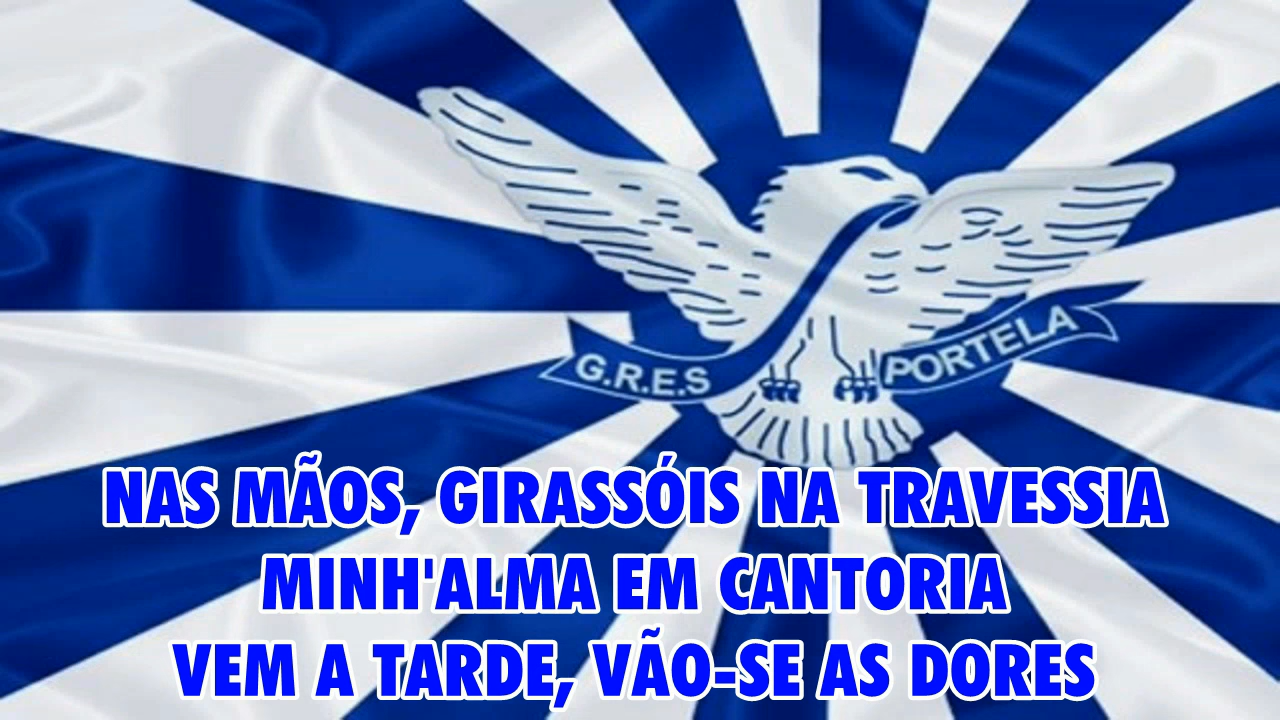 G.R.E.S PORTELA
NAS MÃOS, GIRASSÓIS NA TRAVESSIA
MINH'ALMA EM CANTORIA
VEM A TARDE, VÃO-SE AS DORES